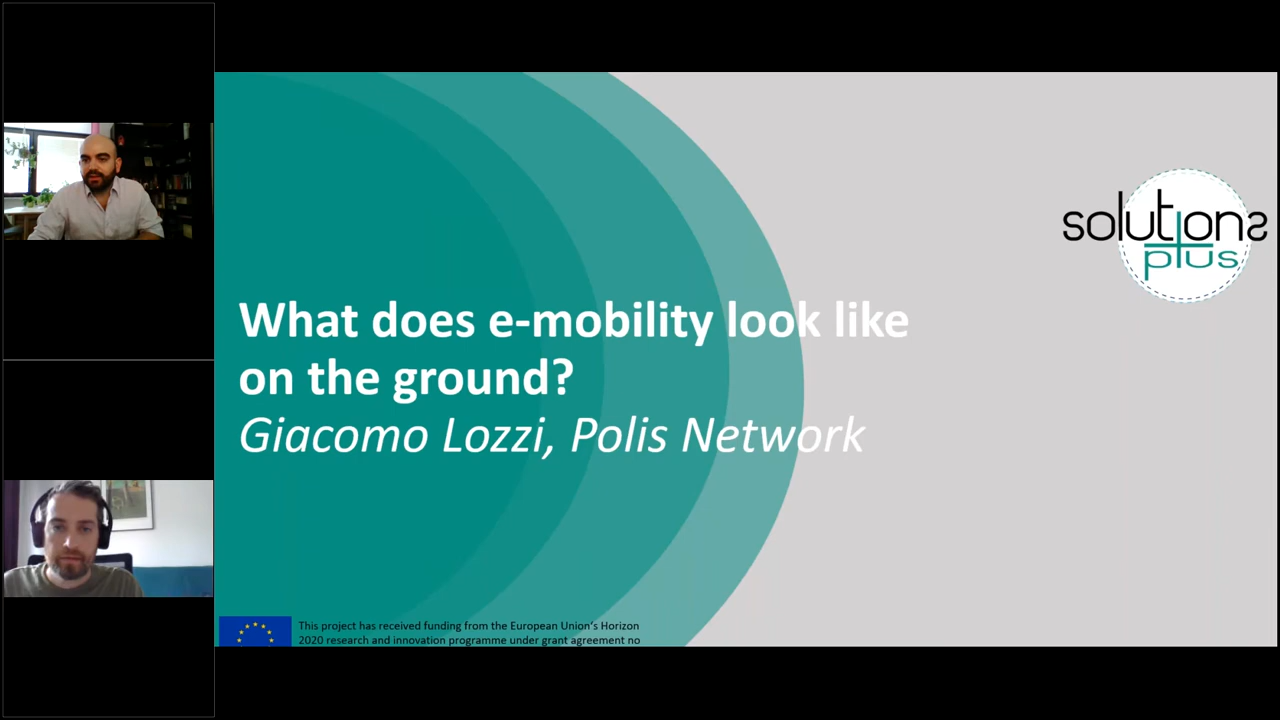 solutions
plus
What does e-mobility look like
on the ground?
Giacomo Lozzi, Polis Network
This project has received funding from the European Union's Horizon
2020 research and innovation programme under grant agreement no